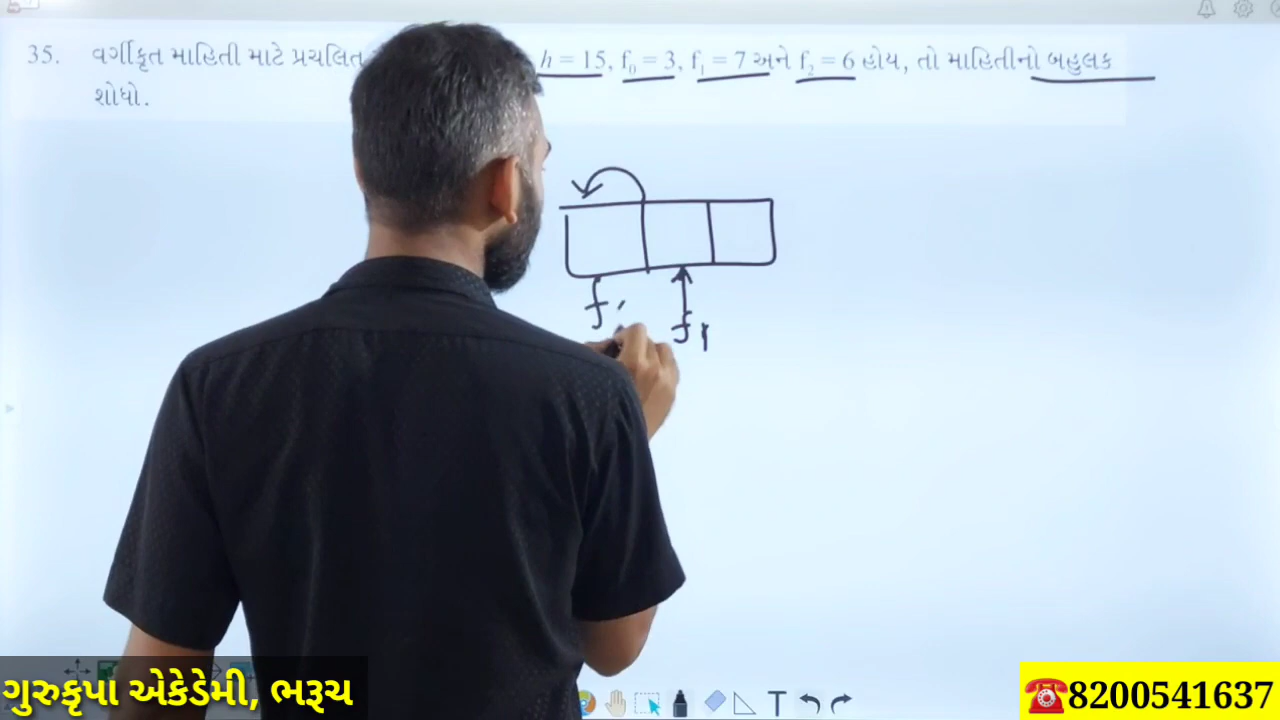 35. વર્ગીકૃત માહિતી માટે પ્રચલિત h = 15, f₀ = 3, f₁ = 7 અને f₂ = 6 હોય, તો માહિતીનો બહુલક
શોધો.
f
f₁
ગુરુકૃપા એકેડેમી, ભરૂચ
☎8200541637